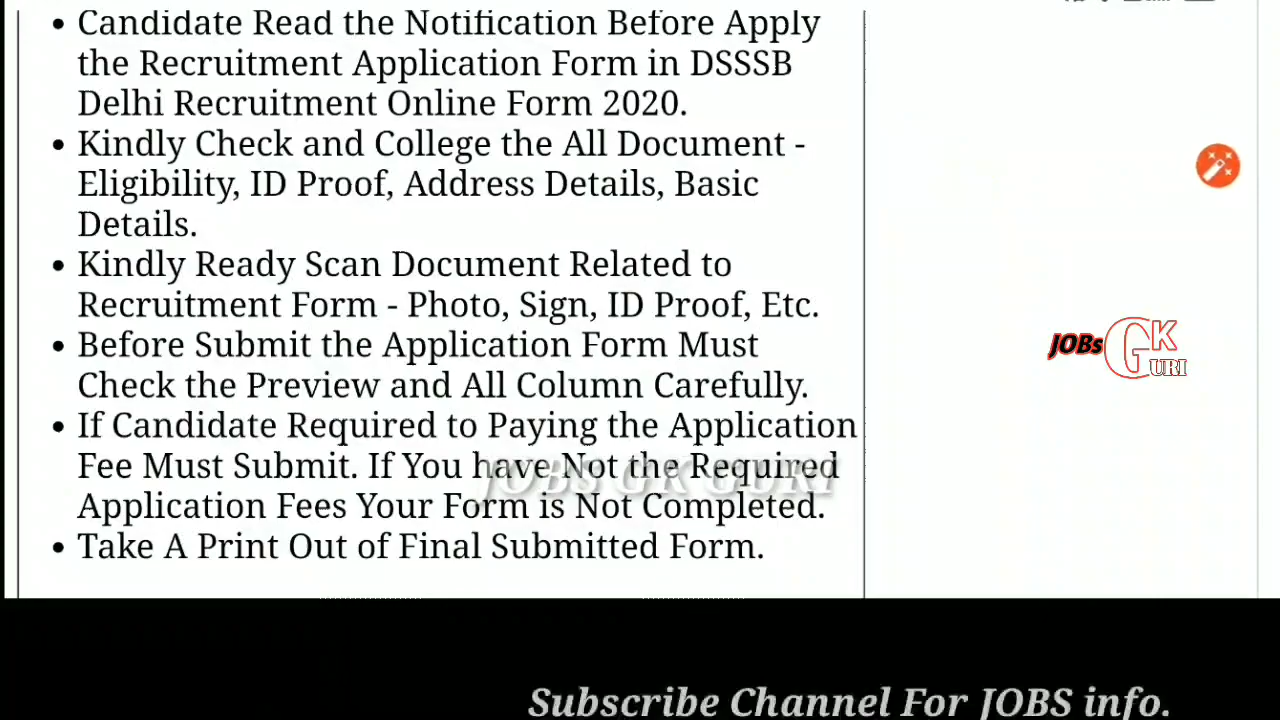 Candidate Read the Notification Before Apply
the Recruitment Application Form in DSSSB
Delhi Recruitment Online Form 2020.
Kindly Check and College the All Document -
Eligibility, ID Proof, Address Details, Basic
Details.
Kindly Ready Scan Document Related to
Recruitment Form - Photo, Sign, ID Proof, Etc.
Before Submit the Application Form Must
Check the Preview and All Column Carefully.
If Candidate Required to Paying the Application
Fee Must Submit. If You have Not the Required
Application Fees Your Form is Not Completed.
Take A Print Out of Final Submitted Form.
JOBS GK GURI
JOBs GK URI
Subscribe Channel For JOBS info.